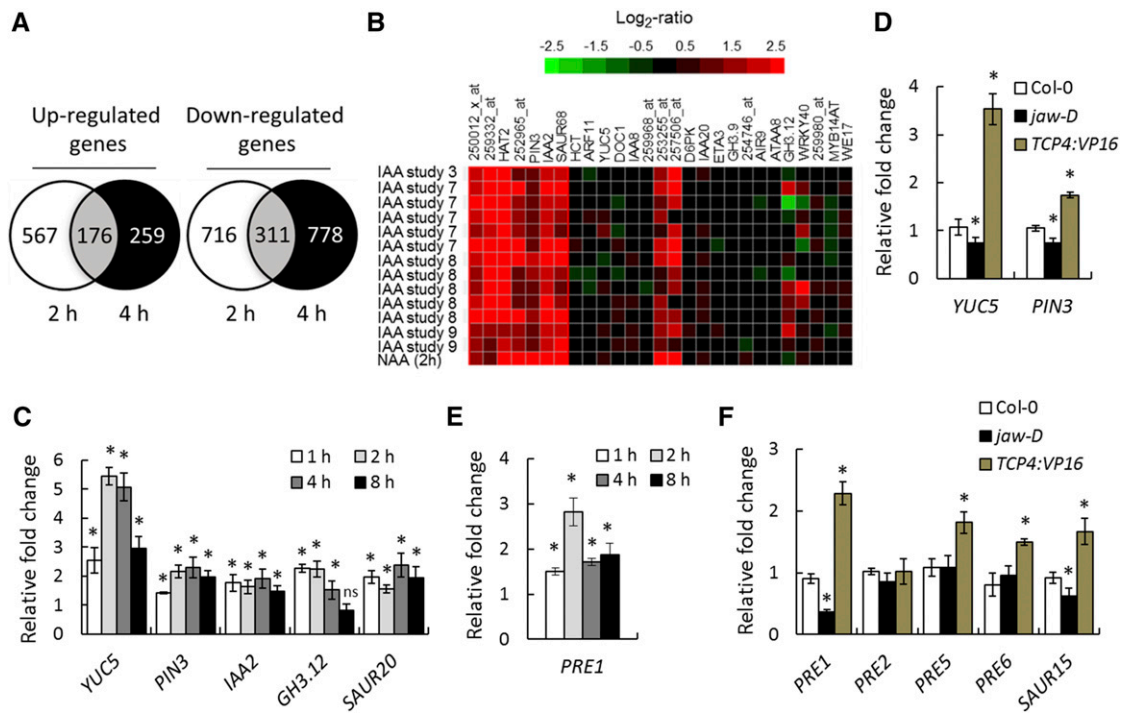 A
Up-regulated genes
Down-regulated genes
567 176 259
716 311 778
2 h 4 h
2 h 4 h
B
Log2-ratio
-2.5 -1.5 -0.5 0.5 1.5 2.5
250012_x_at
259332_at
HAT2
252965_at
PIN3
IAA2
SAUR68
HCT
ARF11
YUC5
DOC1
IAA8
259968_at
253255_at
257506_at
D6PK
IAA20
ETA3
GH3.9
254746_at
AIR9
ATAA8
GH3.12
WRKY40
259980_at
MYB14AT
WE17
IAA study 3
IAA study 7
IAA study 7
IAA study 7
IAA study 7
IAA study 7
IAA study 8
IAA study 8
IAA study 8
IAA study 8
IAA study 8
IAA study 9
IAA study 9
NAA (2h)
C
Relative fold change
6
5
4
3
2
1
0
1 h 2 h
4 h 8 h
* * * *
* * * *
* * * *
* * * ns
* * * *
YUC5 PIN3 IAA2 GH3.12 SAUR20
D
Relative fold change
4
3
2
1
0
Col-0
jaw-D
TCP4:VP16
* *
* *
YUC5 PIN3
E
Relative fold change
4
3
2
1
0
1 h 2 h
4 h 8 h
* * * *
PRE1
F
Relative fold change
3
2
1
0
Col-0
jaw-D
TCP4:VP16
* *
*
*
* *
PRE1 PRE2 PRE5 PRE6 SAUR15